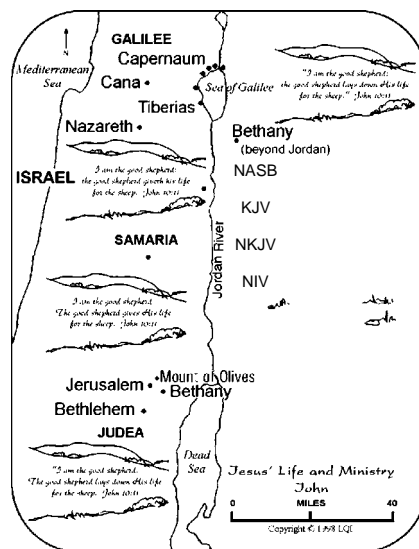 N
GALILEE
Mediterranean
Sea
Capernaum
Cana
Sea of Galilee
Tiberias
Nazareth
"I am the good shepherd;
the good shepherd lays down His life
for the sheep." John 10:11
Bethany
(beyond Jordan)
NASB
KJV
NKJV
NIV
I am the good shepherd:
the good shepherd giveth his life
for the sheep. John 10:11
ISRAEL
SAMARIA
Jordan River
I am the good shepherd.
The good shepherd gives His life
for the sheep. John 10:11
Mount of Olives
Jerusalem
Bethany
Bethlehem
JUDEA
Dead
Sea
"I am the good shepherd.
The good shepherd lays down His life
for the sheep. John 10:11
Jesus' Life and Ministry
John
0 MILES 40
Copyright © 1998 LQI